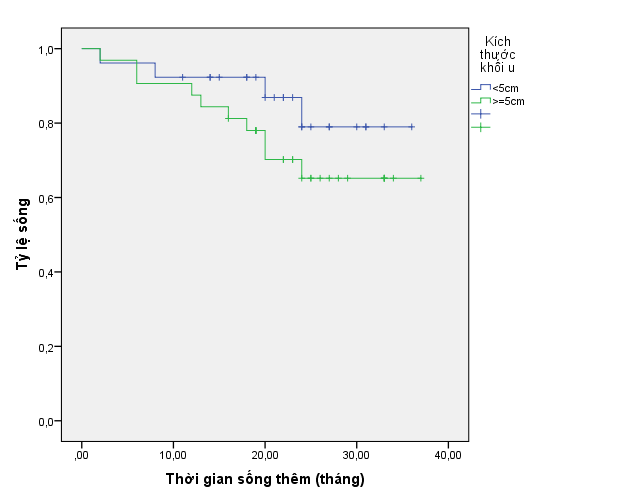 Kích
thước
khối u
<5cm
>=5cm
1,0
0,8
0,6
0,4
0,2
0,0
Tỷ lệ sống
,00
10,00
20,00
30,00
40,00
Thời gian sống thêm (tháng)